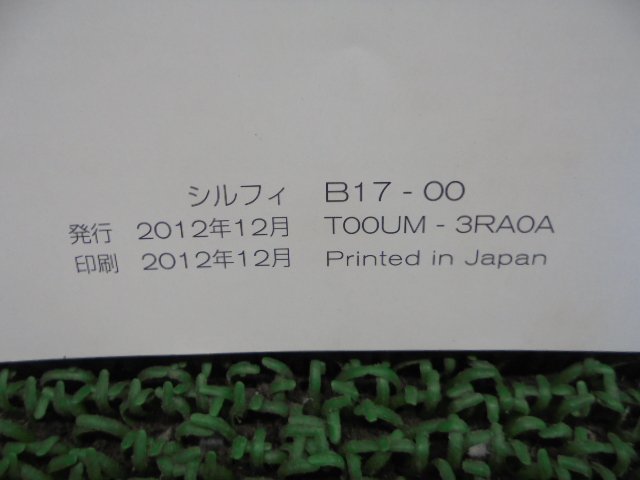 シルフィ B17-00
発行 2012年12月 T00UM-3RA0A
印刷 2012年12月 Printed in Japan